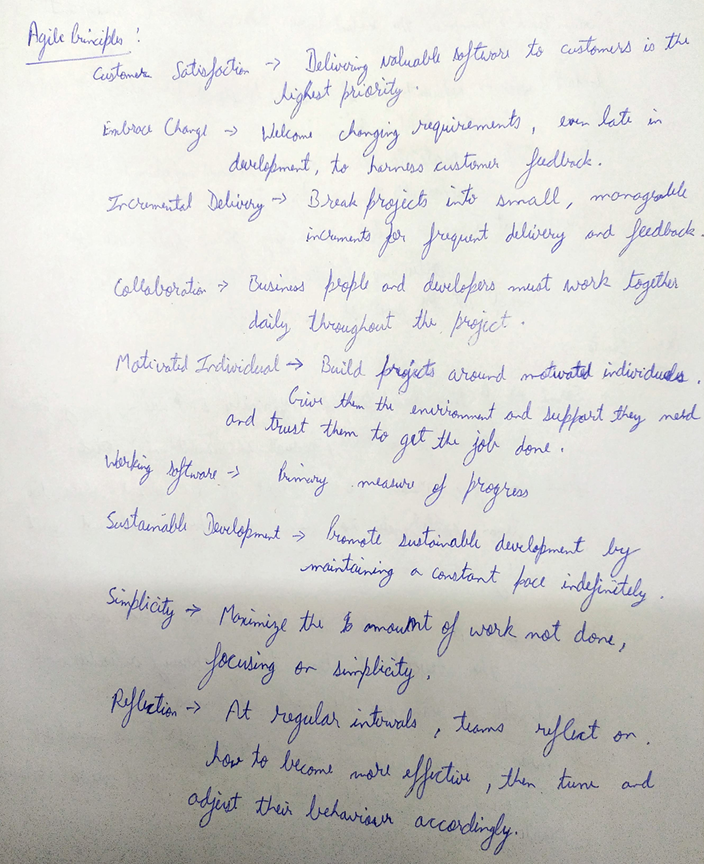 Agile Principles :
Customer Satisfaction → Delivering valuable software to customers is the
highest priority.
Embrace Change → Welcome changing requirements, even late in
development, to harness customer feedback.
Incremental Delivery → Break projects into small, manageable
increments for frequent delivery and feedback.
Collaboration → Business people and developers must work together
daily throughout the project.
Motivated Individual → Build projects around motivated individuals.
Give them the environment and support they need
and trust them to get the job done.
Working software → Primary measure of progress
Sustainable Development → Promote sustainable development by
maintaining a constant pace indefinitely.
Simplicity → Maximize the amount of work not done,
focusing on simplicity.
Reflection → At regular intervals, teams reflect on.
how to become more effective, then tune and
adjust their behaviour accordingly.